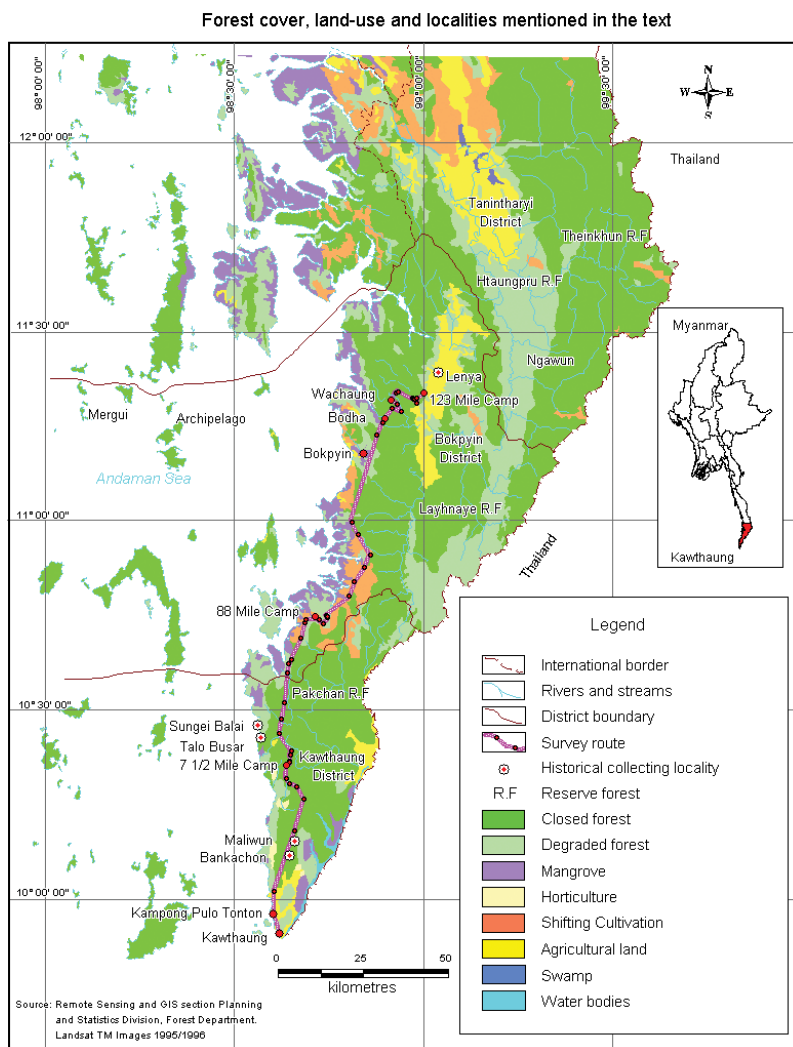 Forest cover, land-use and localities mentioned in the text
98° 00' 00"
98° 30' 00"
99° 00' 00"
99° 30' 00"
N
W E
S
12° 00' 00"
Thailand
Tanintharyi
District
Theinkhun R.F
Htaungpru R.F
11° 30' 00"
Myanmar
Ngawun
Lenya
Wachaung
123 Mile Camp
Mergui
Archipelago
Bodha
Bokpyin
District
Bokpyin
Andaman Sea
Layhnaye R.F
11° 00' 00"
Thailand
Kawthaung
88 Mile Camp
Legend
International border
Rivers and streams
District boundary
Survey route
Historical collecting locality
R.F Reserve forest
Closed forest
Degraded forest
Mangrove
Horticulture
Shifting Cultivation
Agricultural land
Swamp
Water bodies
Pakchan R.F
10° 30' 00"
Sungei Balai
Talo Busar
7 1/2 Mile Camp
Kawthaung
District
Maliwun
Bankachon
10° 00' 00"
Kampong Pulo Tonton
Kawthaung
0 25 50
kilometres
Source: Remote Sensing and GIS section Planning
and Statistics Division, Forest Department.
Landsat TM Images 1995/1996